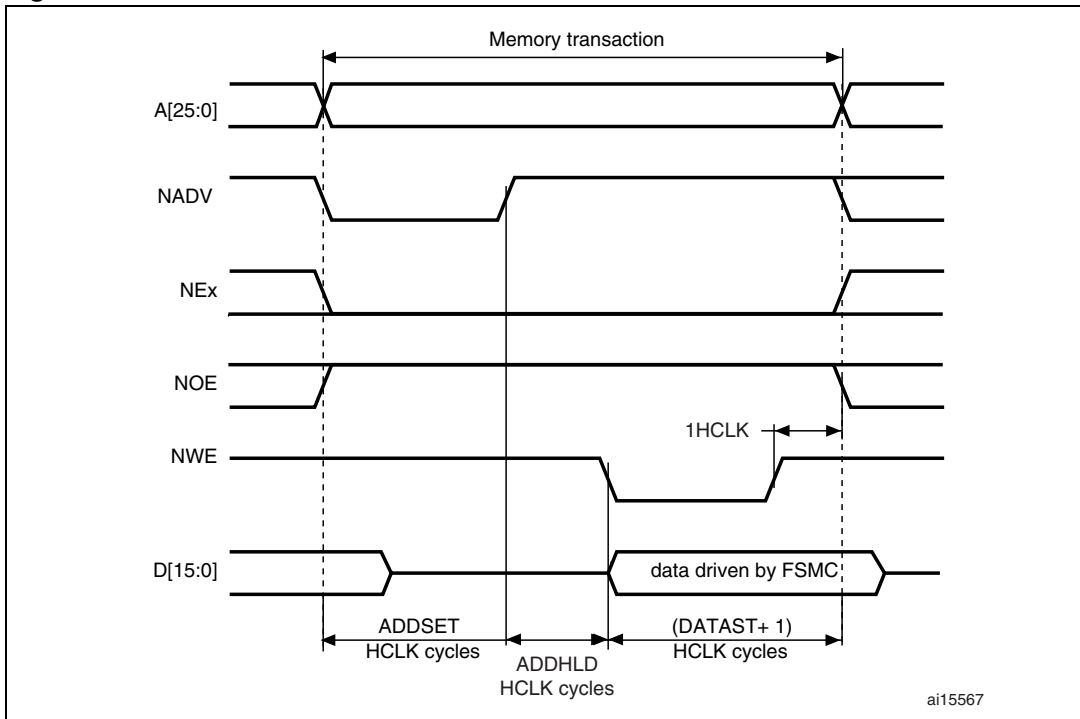 Memory transaction
A[25:0]
NADV
NEx
NOE
1HCLK
NWE
D[15:0]
data driven by FSMC
ADDSET
HCLK cycles
ADDHLD
HCLK cycles
(DATAST+ 1)
HCLK cycles
ai15567